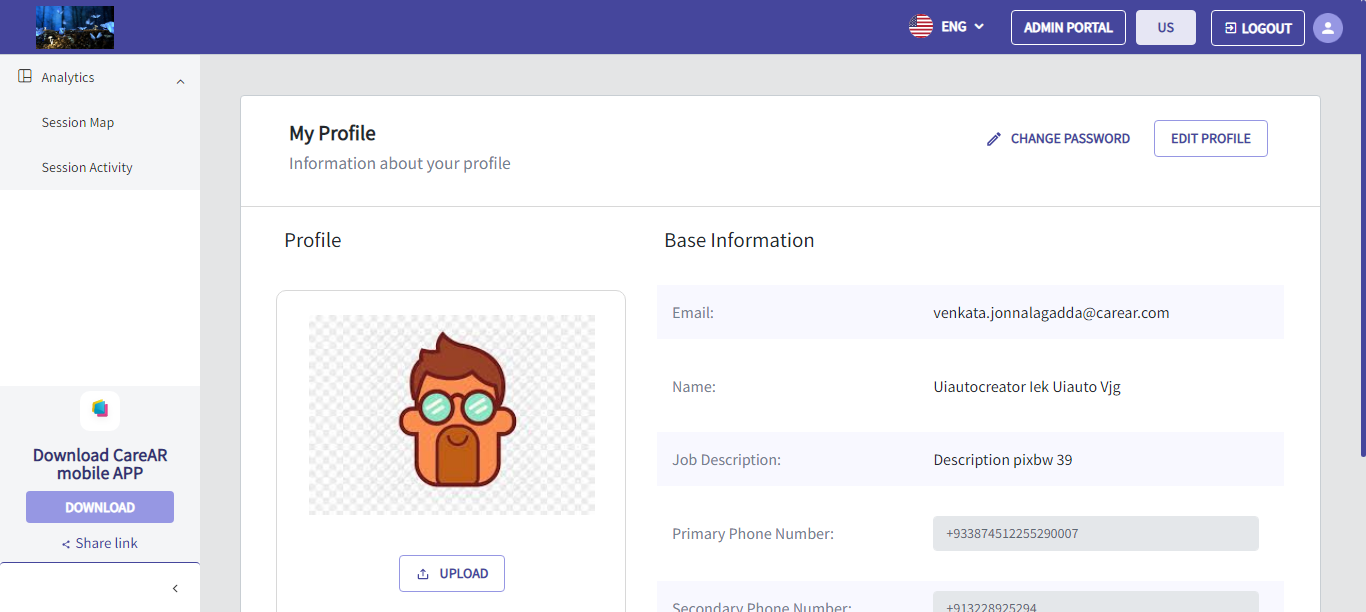 ENG
ADMIN PORTAL
US
LOGOUT
Analytics
Session Map
Session Activity
Download CareAR
mobile APP
DOWNLOAD
Share link
My Profile
Information about your profile
CHANGE PASSWORD
EDIT PROFILE
Profile
UPLOAD
Base Information
Email:
venkata.jonnalagadda@carear.com
Name:
Uiautocreator Iek Uiauto Vjg
Job Description:
Description pixbw 39
Primary Phone Number:
+933874512255290007
Secondary Phone Number:
+913228925294